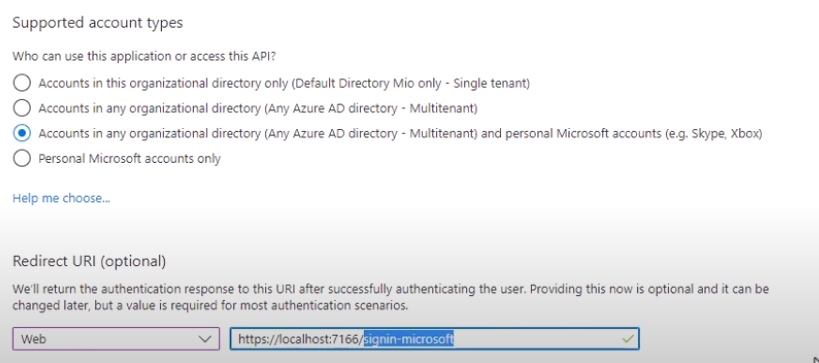 Supported account types
Who can use this application or access this API?
Accounts in this organizational directory only (Default Directory Mio only - Single tenant)
Accounts in any organizational directory (Any Azure AD directory - Multitenant)
Accounts in any organizational directory (Any Azure AD directory - Multitenant) and personal Microsoft accounts (e.g. Skype, Xbox)
Personal Microsoft accounts only
Help me choose...
Redirect URI (optional)
We'll return the authentication response to this URI after successfully authenticating the user. Providing this now is optional and it can be
changed later, but a value is required for most authentication scenarios.
Web https://localhost:7166/signin-microsoft